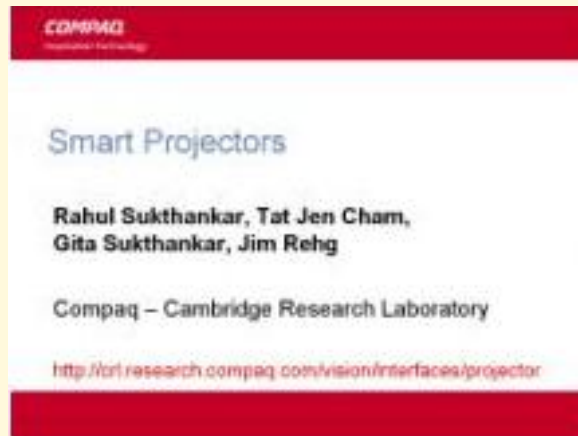 COMPAQ
Smart Projectors
Rahul Sukthankar, Tat Jen Cham,
Gita Sukthankar, Jim Rehg
Compaq – Cambridge Research Laboratory
http://crl.research.compaq.com/vision/interfaces/projector